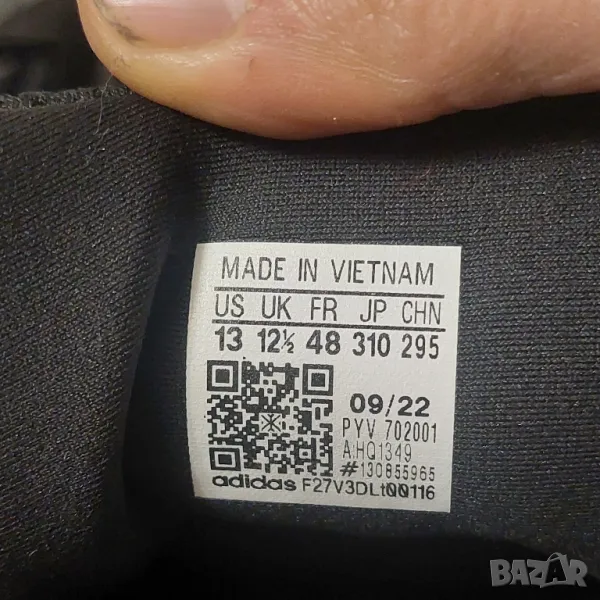 MADE IN VIETNAM
US UK FR JP CHN
13 12½ 48 310 295
09/22
PYV 702001
A:HQ1349
#130855965
adidas F27V3DLt00116
BAZAR